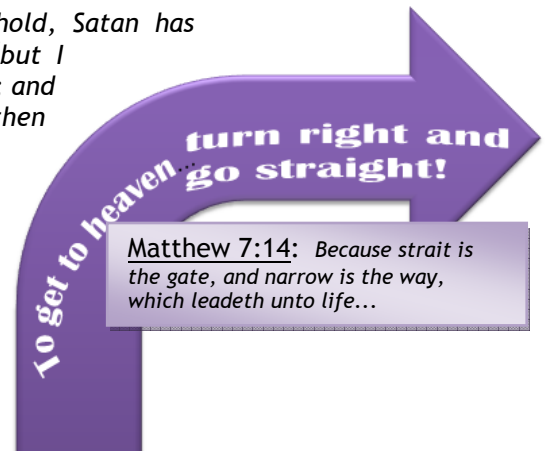 hold, Satan has
but I
and
To get to heaven...
turn right and
go straight!
Matthew 7:14: Because strait is
the gate, and narrow is the way,
which leadeth unto life...